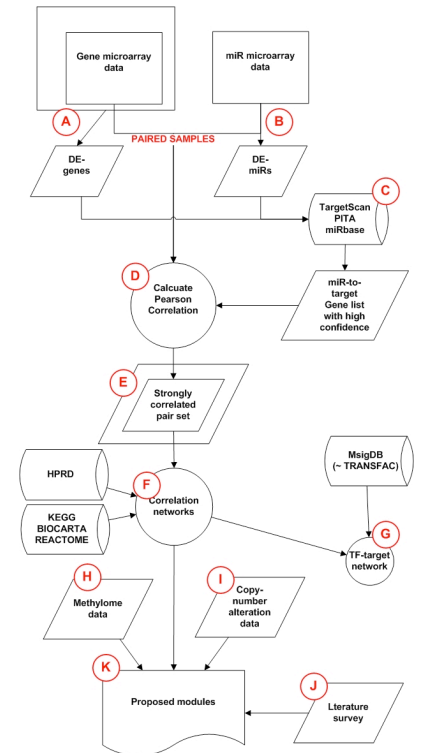 Gene microarray
data
miR microarray
data
A
B
PAIRED SAMPLES
DE-
genes
DE-
miRs
C
TargetScan
PITA
miRbase
D
Calcuate
Pearson
Correlation
miR-to-
target
Gene list
with high
confidence
E
Strongly
correlated
pair set
HPRD
MsigDB
(~ TRANSFAC)
F
Correlation
networks
KEGG
BIOCARTA
REACTOME
G
TF-target
network
H
Methylome
data
I
Copy-
number
alteration
data
K
Proposed modules
J
Lterature
survey